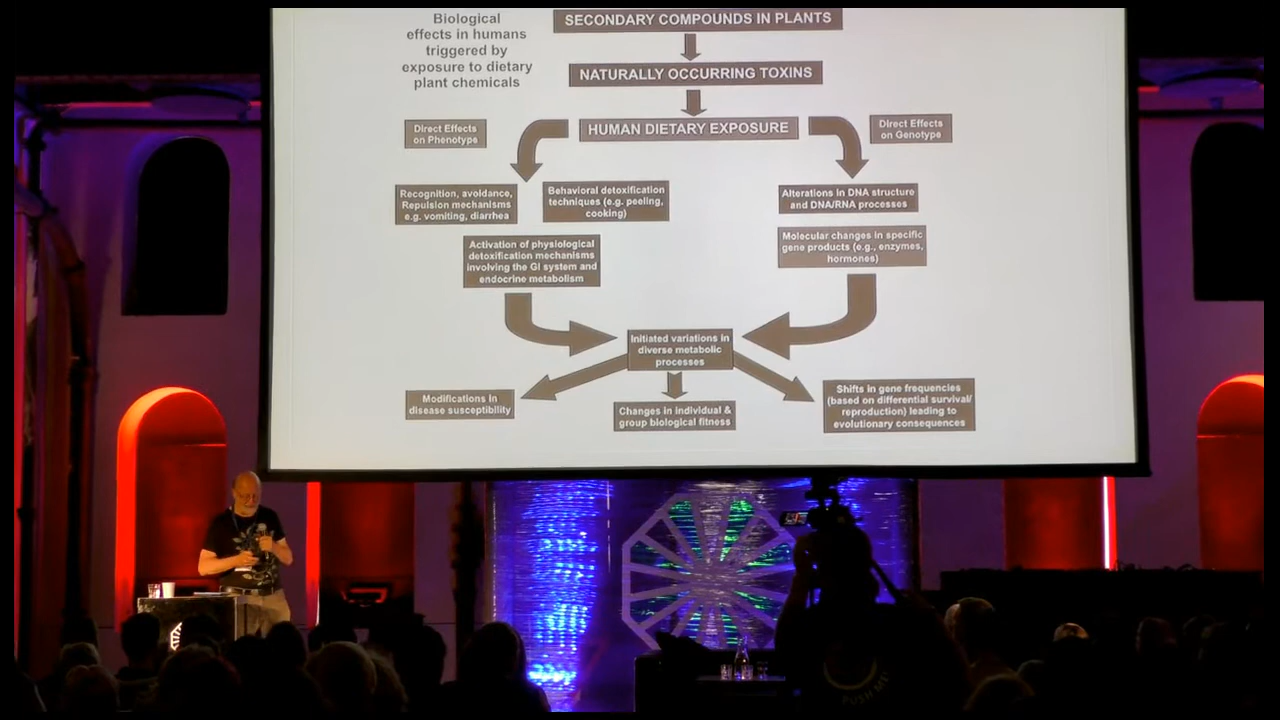 Biological
effects in humans
triggered by
exposure to dietary
plant chemicals
SECONDARY COMPOUNDS IN PLANTS
NATURALLY OCCURRING TOXINS
HUMAN DIETARY EXPOSURE
Direct Effects
on Phenotype
Direct Effects
on Genotype
Recognition, avoidance,
Repulsion mechanisms
e.g. vomiting, diarrhea
Behavioral detoxification
techniques (e.g. peeling,
cooking)
Alterations in DNA structure
and DNA/RNA processes
Activation of physiological
detoxification mechanisms
involving the GI system and
endocrine metabolism
Molecular changes in specific
gene products (e.g., enzymes,
hormones)
Initiated variations in
diverse metabolic
processes
Modifications in
disease susceptibility
Changes in individual &
group biological fitness
Shifts in gene frequencies
(based on differential survival/
reproduction) leading to
evolutionary consequences
PUSH ME